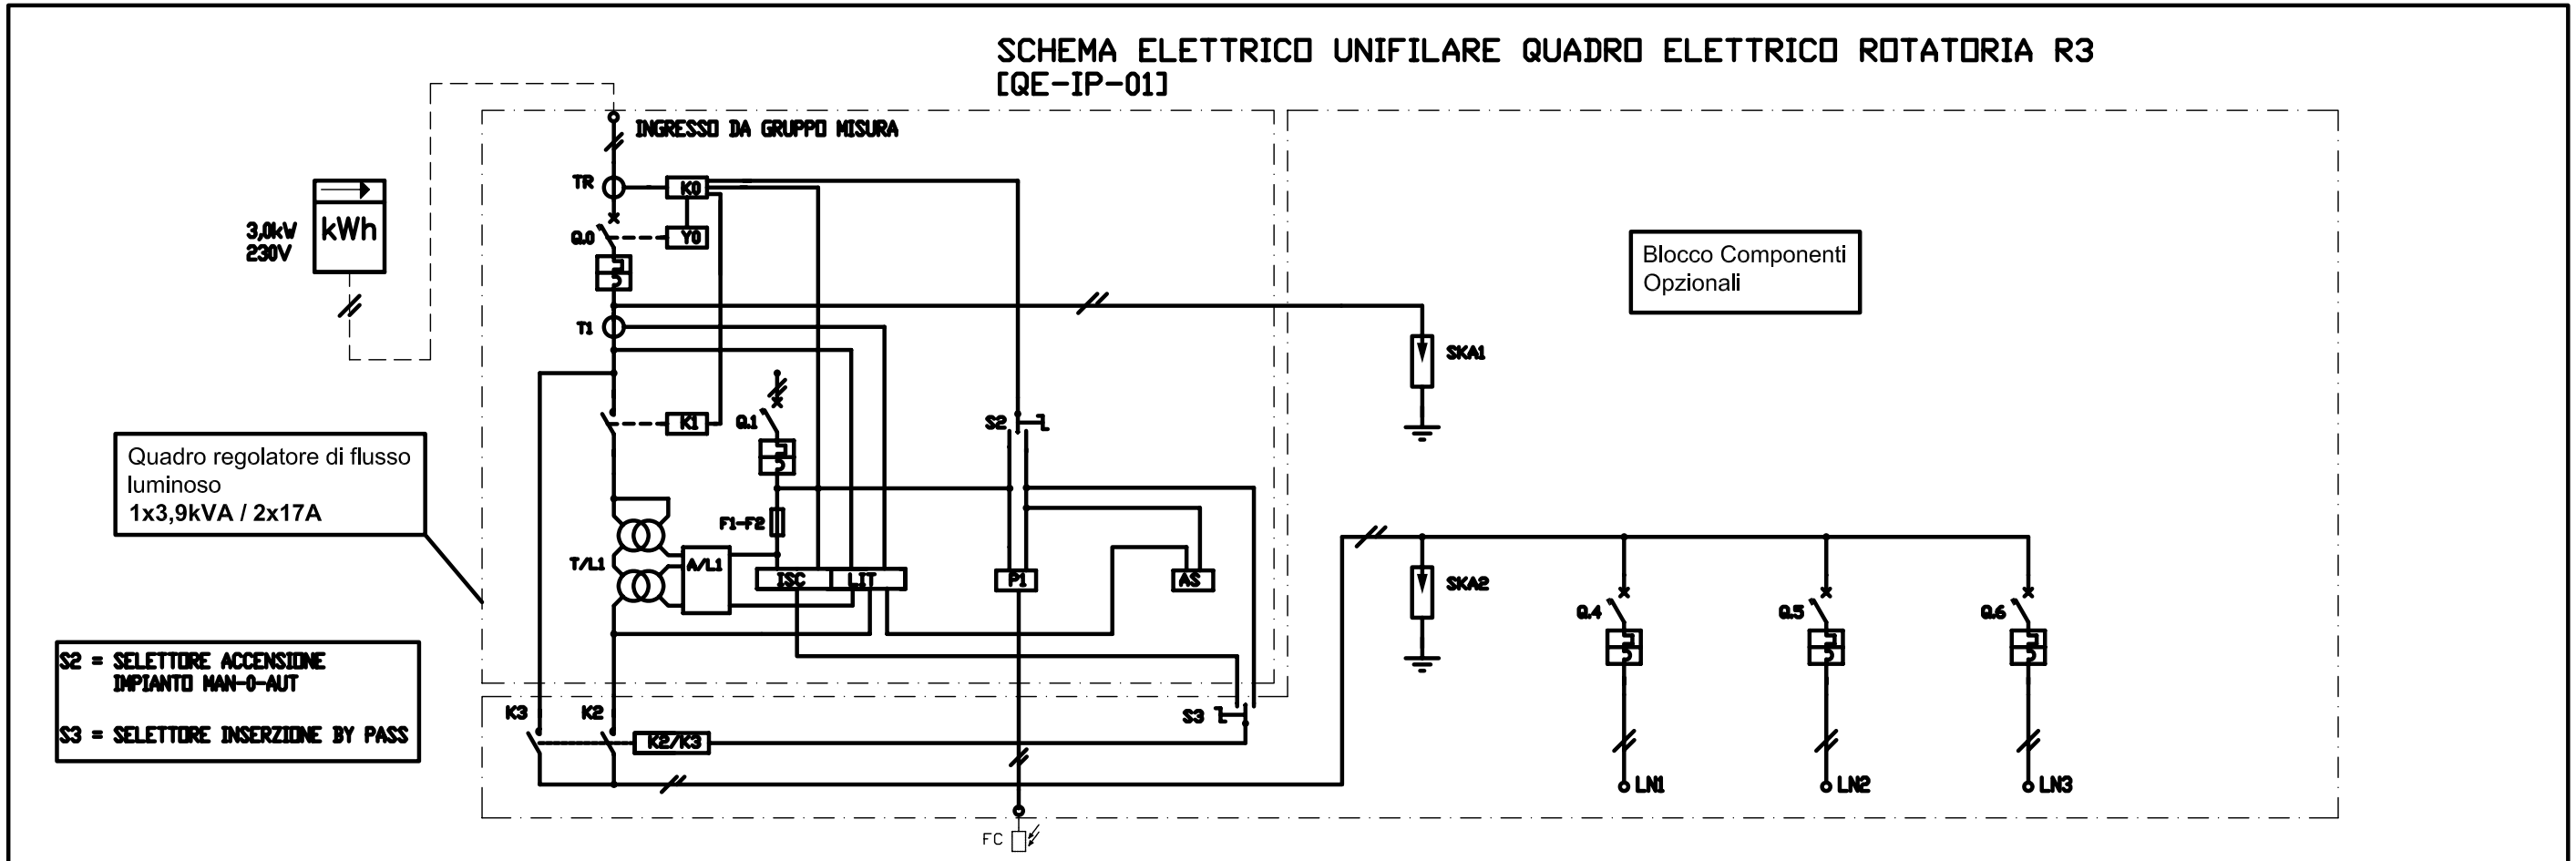 SCHEMA ELETTRICO UNIFILARE QUADRO ELETTRICO ROTATORIA R3
[QE-IP-01]
INGRESSO DA GRUPPO MISURA
TR
K0
3,0kW
230V
kWh
Q.0
Y0
Blocco Componenti
Opzionali
T1
SKA1
K1
Q.1
S2
Quadro regolatore di flusso
luminoso
1x3,9kVA / 2x17A
F1-F2
T/L1
A/L1
ISC
LIT
P1
AS
SKA2
Q.4
Q.5
Q.6
S2 = SELETTORE ACCENSIONE
IMPIANTO MAN-0-AUT
S3 = SELETTORE INSERZIONE BY PASS
K3
K2
K2/K3
S3
LN1
LN2
LN3
FC